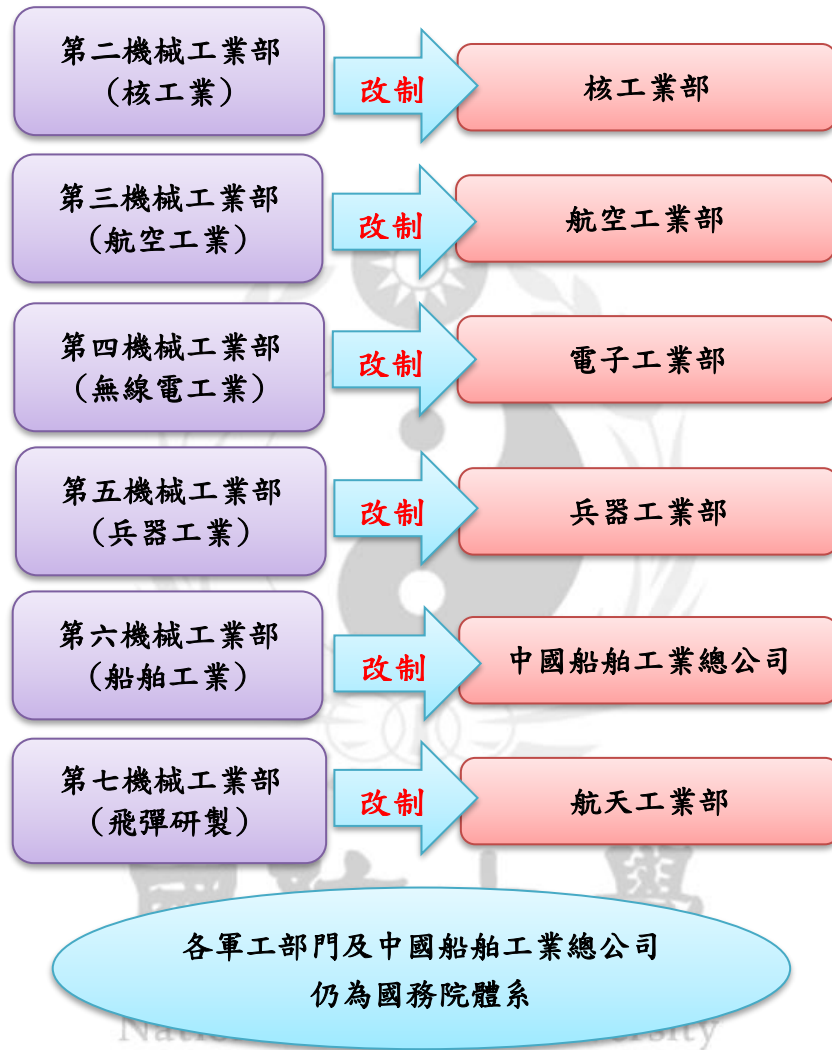 第二機械工業部
（核工業）
改制
核工業部
第三機械工業部
（航空工業）
改制
航空工業部
第四機械工業部
（無線電工業）
改制
電子工業部
第五機械工業部
（兵器工業）
改制
兵器工業部
第六機械工業部
（船舶工業）
改制
中國船舶工業總公司
第七機械工業部
（飛彈研製）
改制
航天工業部
各軍工部門及中國船舶工業總公司
仍為國務院體系